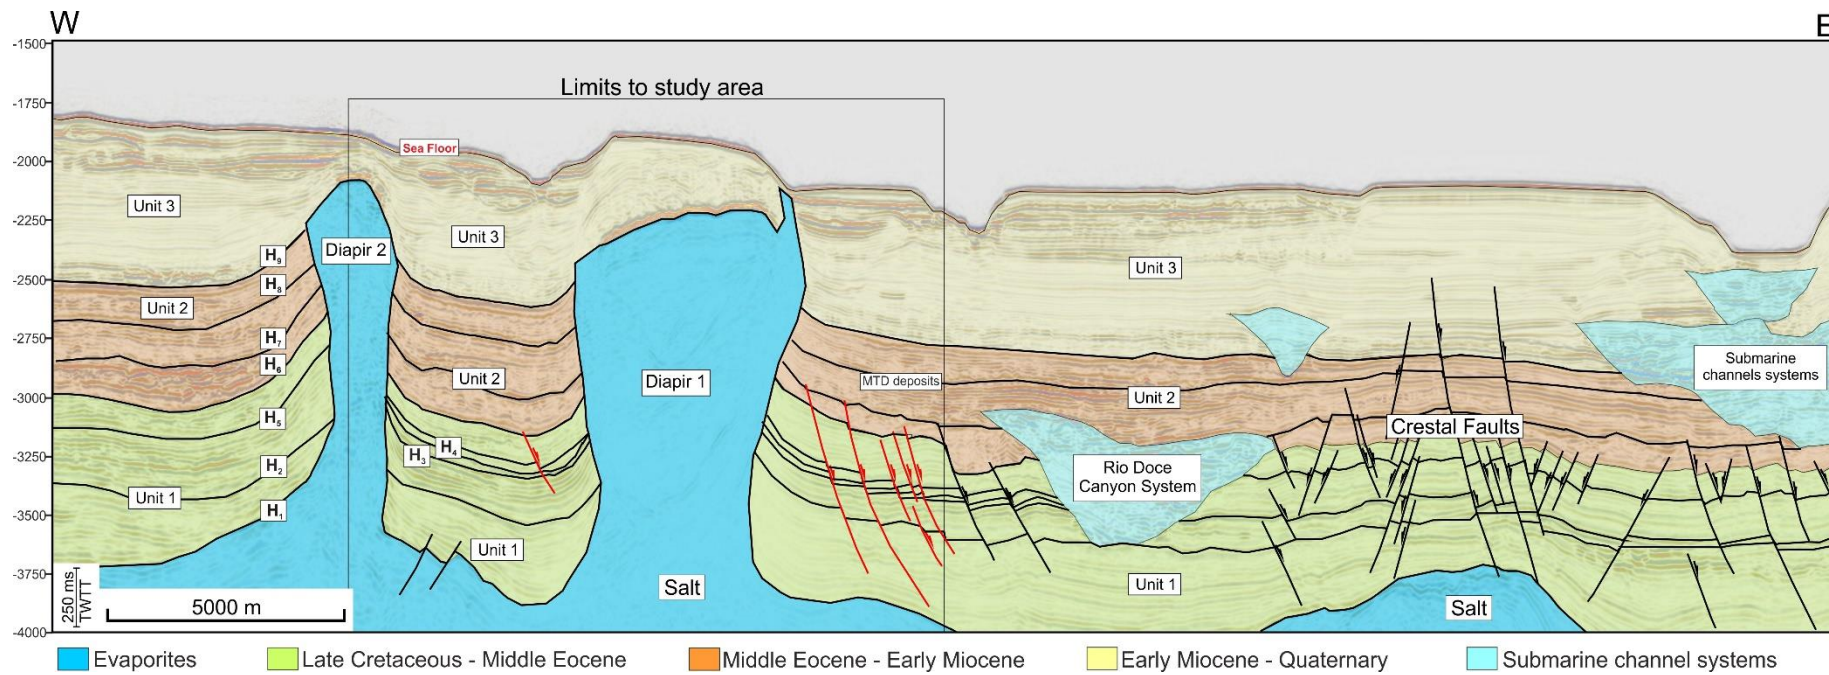 W
E
-1500
Limits to study area
-1750
Sea Floor
-2000
Unit 3
-2250
Unit 3
Diapir 2
H9
Unit 3
H8
-2500
Unit 2
-2750
H7
Submarine
channels systems
H6
Unit 2
Diapir 1
MTD deposits
Unit 2
-3000
H5
Crestal Faults
H4
H3
-3250
H2
Rio Doce
Canyon System
Unit 1
H1
-3500
Unit 1
Unit 1
-3750
Salt
Salt
250 ms
TWTT
5000 m
-4000
Evaporites
Late Cretaceous - Middle Eocene
Middle Eocene - Early Miocene
Early Miocene - Quaternary
Submarine channel systems